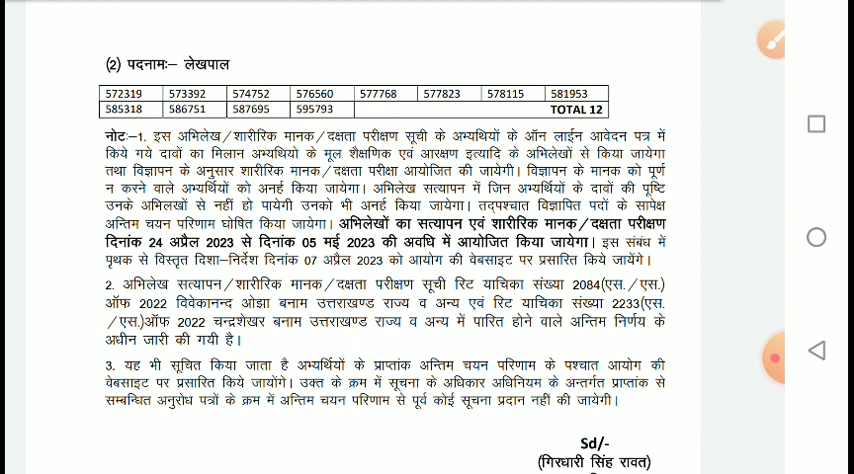 (2) पदनामः– लेखपाल
572319 573392 574752 576560 577768 577823 578115 581953
585318 586751 587695 595793 TOTAL 12
नोटः–1. इस अभिलेख/शारीरिक मानक/दक्षता परीक्षण सूची के अभ्यथियों के ऑन लाईन आवेदन पत्र में
किये गये दावों का मिलान अभ्यथियो के मूल शैक्षणिक एवं आरक्षण इत्यादि के अभिलेखों से किया जायेगा
तथा विज्ञापन के अनुसार शारीरिक मानक/दक्षता परीक्षा आयोजित की जायेगी। विज्ञापन के मानक को पूर्ण
न करने वाले अभ्यर्थियों को अनर्ह किया जायेगा। अभिलेख सत्यापन में जिन अभ्यर्थियों के दावों की पुष्टि
उनके अभिलखों से नहीं हो पायेगी उनको भी अनर्ह किया जायेगा। तद्पश्चात विज्ञापित पदों के सापेक्ष
अन्तिम चयन परिणाम घोषित किया जायेगा। अभिलेखों का सत्यापन एवं शारीरिक मानक/दक्षता परीक्षण
दिनांक 24 अप्रैल 2023 से दिनांक 05 मई 2023 की अवधि में आयोजित किया जायेगा। इस संबंध में
पृथक से विस्तृत दिशा–निर्देश दिनांक 07 अप्रैल 2023 को आयोग की वेबसाइट पर प्रसारित किये जायेंगे।
2. अभिलेख सत्यापन/शारीरिक मानक/दक्षता परीक्षण सूची रिट याचिका संख्या 2084(एस./एस.)
ऑफ 2022 विवेकानन्द ओझा बनाम उत्तराखण्ड राज्य व अन्य एवं रिट याचिका संख्या 2233(एस.
/एस.)ऑफ 2022 चन्द्रशेखर बनाम उत्तराखण्ड राज्य व अन्य में पारित होने वाले अन्तिम निर्णय के
अधीन जारी की गयी है।
3. यह भी सूचित किया जाता है अभ्यर्थियों के प्राप्तांक अन्तिम चयन परिणाम के पश्चात आयोग की
वेबसाइट पर प्रसारित किये जायोंगे। उक्त के क्रम में सूचना के अधिकार अधिनियम के अन्तर्गत प्राप्तांक से
सम्बन्धित अनुरोध पत्रों के क्रम में अन्तिम चयन परिणाम से पूर्व कोई सूचना प्रदान नहीं की जायेगी।
Sd/-
(गिरधारी सिंह रावत)